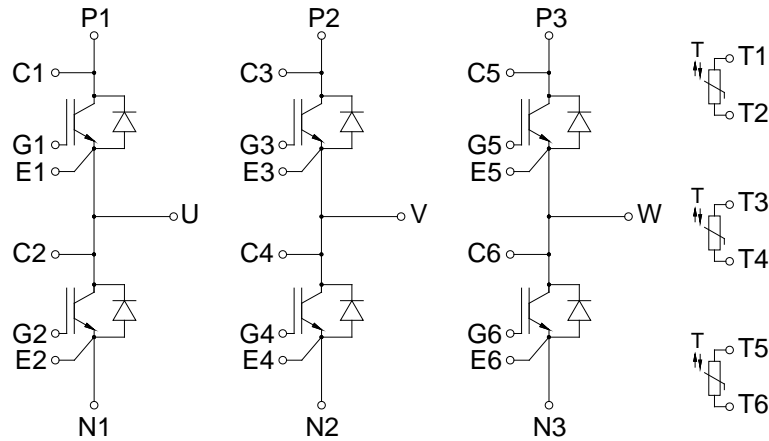 P1 P2 P3
C1 C3 C5 T T1
G1 G3 G5 T2
E1 E3 E5
T T3
U V W
C2 C4 C6 T4
G2 G4 G6 T T5
E2 E4 E6
T6
N1 N2 N3